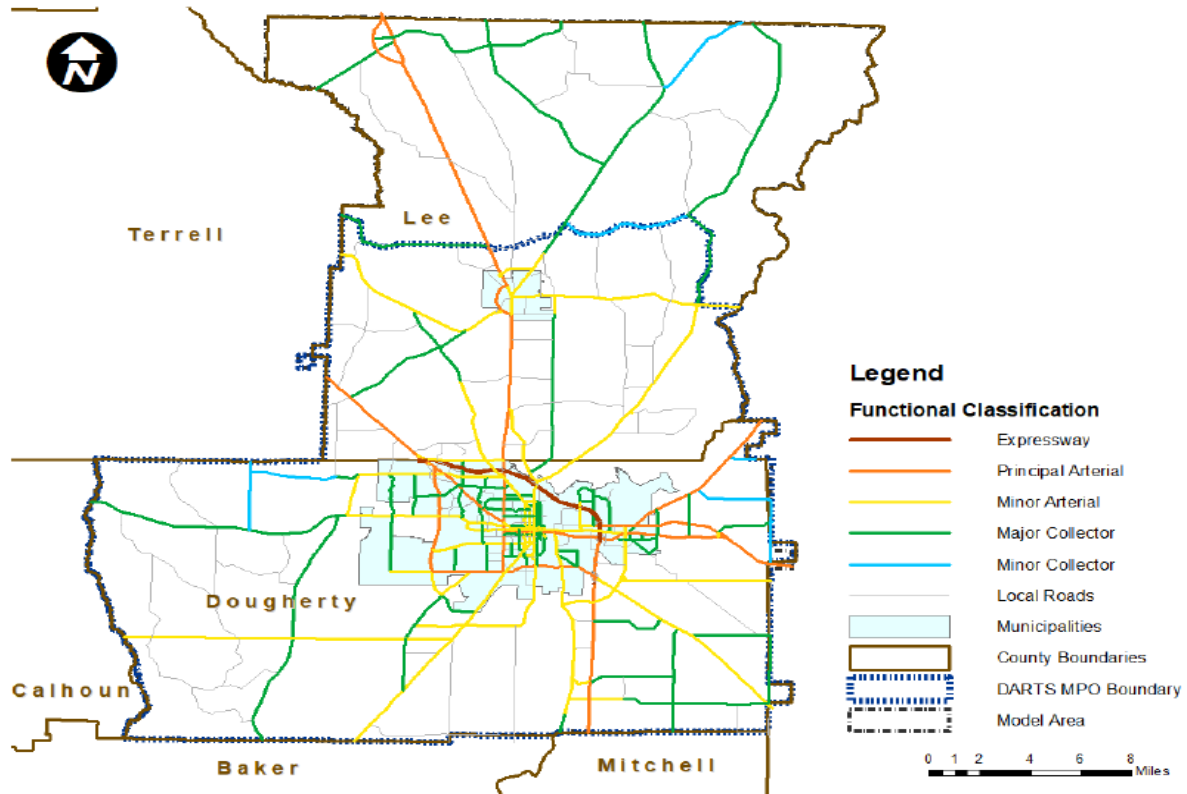 N
Lee
Terrell
Dougherty
Calhoun
Baker
Mitchell
Legend
Functional Classification
Expressway
Principal Arterial
Minor Arterial
Major Collector
Minor Collector
Local Roads
Municipalities
County Boundaries
DARTS MPO Boundary
Model Area
0 1 2 4 6 8
Miles